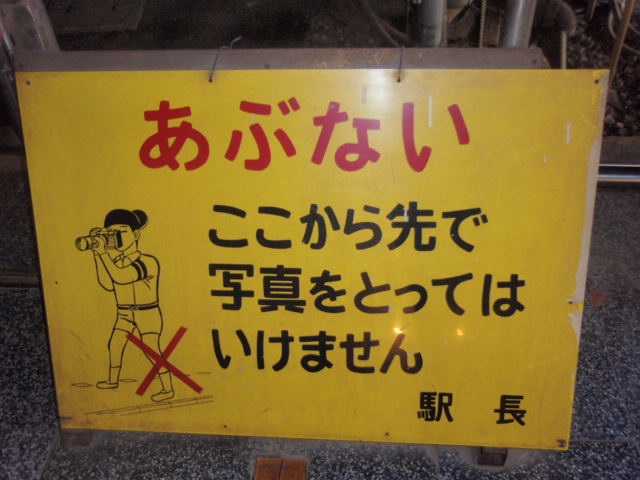 あぶない
ここから先で
写真をとっては
いけません
駅 長